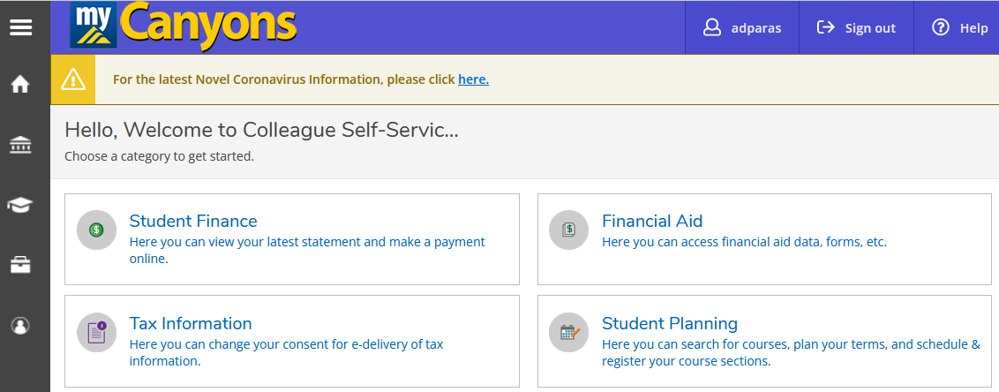 my Canyons
adparas
Sign out
Help
For the latest Novel Coronavirus Information, please click here.
Hello, Welcome to Colleague Self-Servic...
Choose a category to get started.
Student Finance
Here you can view your latest statement and make a payment
online.
Financial Aid
Here you can access financial aid data, forms, etc.
Tax Information
Here you can change your consent for e-delivery of tax
information.
Student Planning
Here you can search for courses, plan your terms, and schedule &
register your course sections.